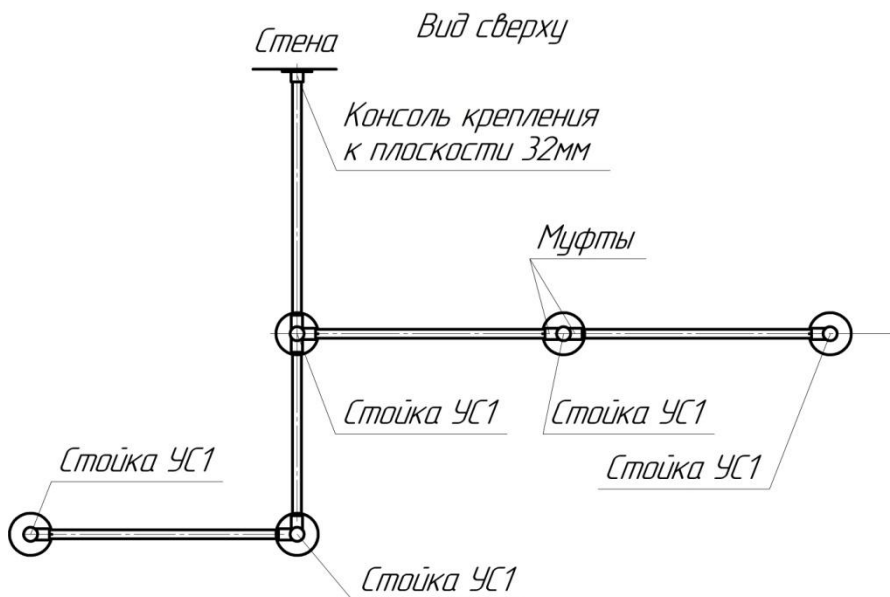 Вид сверху
Стена
Консоль крепления
к плоскости 32мм
Муфты
Стойка УС1
Стойка УС1
Стойка УС1
Стойка УС1
Стойка УС1